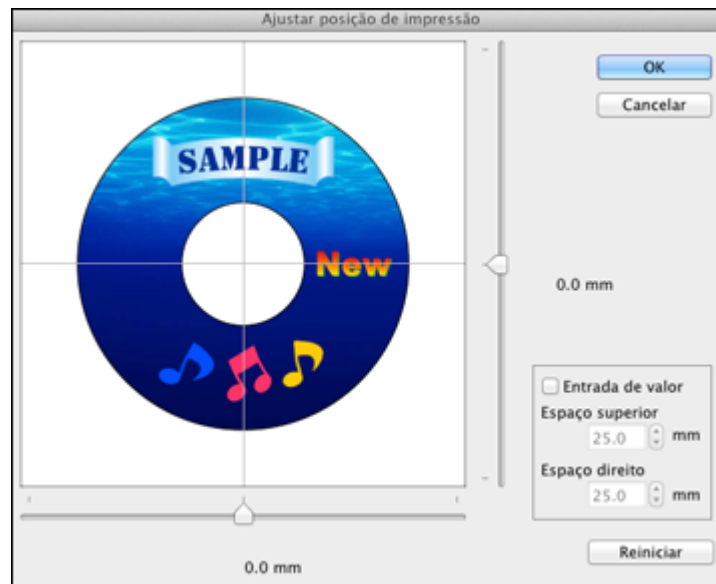 Ajustar posição de impressão
OK
Cancelar
SAMPLE
New
0.0 mm
Entrada de valor
Espaço superior
25.0 mm
Espaço direito
25.0 mm
Reiniciar
0.0 mm